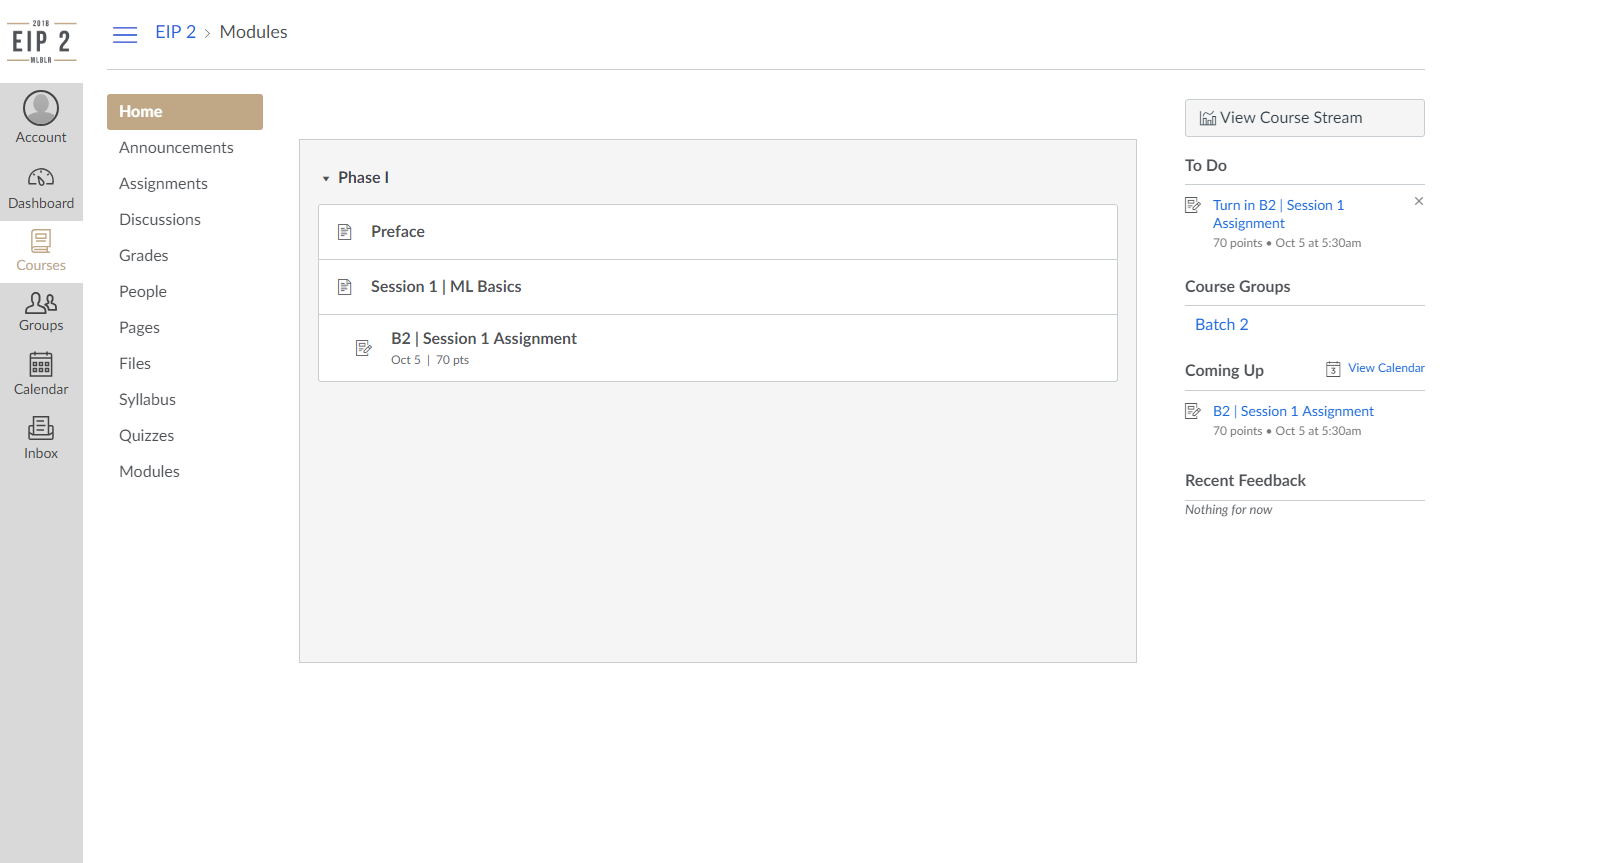 2018
EIP 2
MLBLR
EIP 2 > Modules
Account
Dashboard
Courses
Groups
Calendar
Inbox
Home
Announcements
Assignments
Discussions
Grades
People
Pages
Files
Syllabus
Quizzes
Modules
Phase I
Preface
Session 1 | ML Basics
B2 | Session 1 Assignment
Oct 5 | 70 pts
View Course Stream
To Do
Turn in B2 | Session 1
Assignment
70 points • Oct 5 at 5:30am
Course Groups
Batch 2
Coming Up
3 View Calendar
B2 | Session 1 Assignment
70 points • Oct 5 at 5:30am
Recent Feedback
Nothing for now